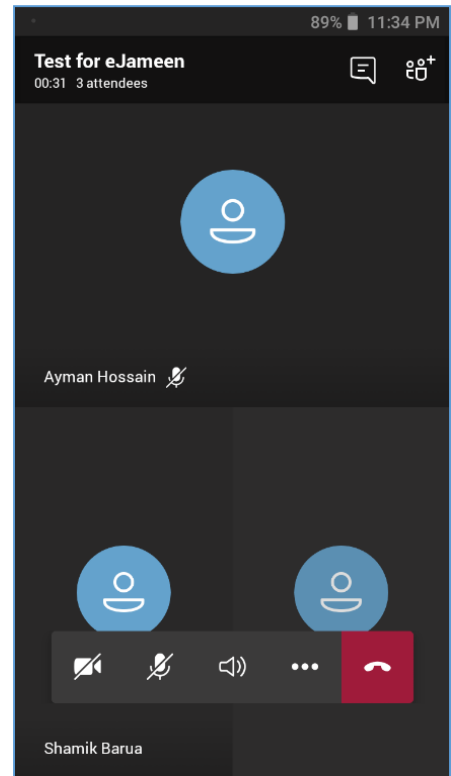 89% 11:34 PM
Test for eJameen
00:31 3 attendees
Ayman Hossain
Shamik Barua